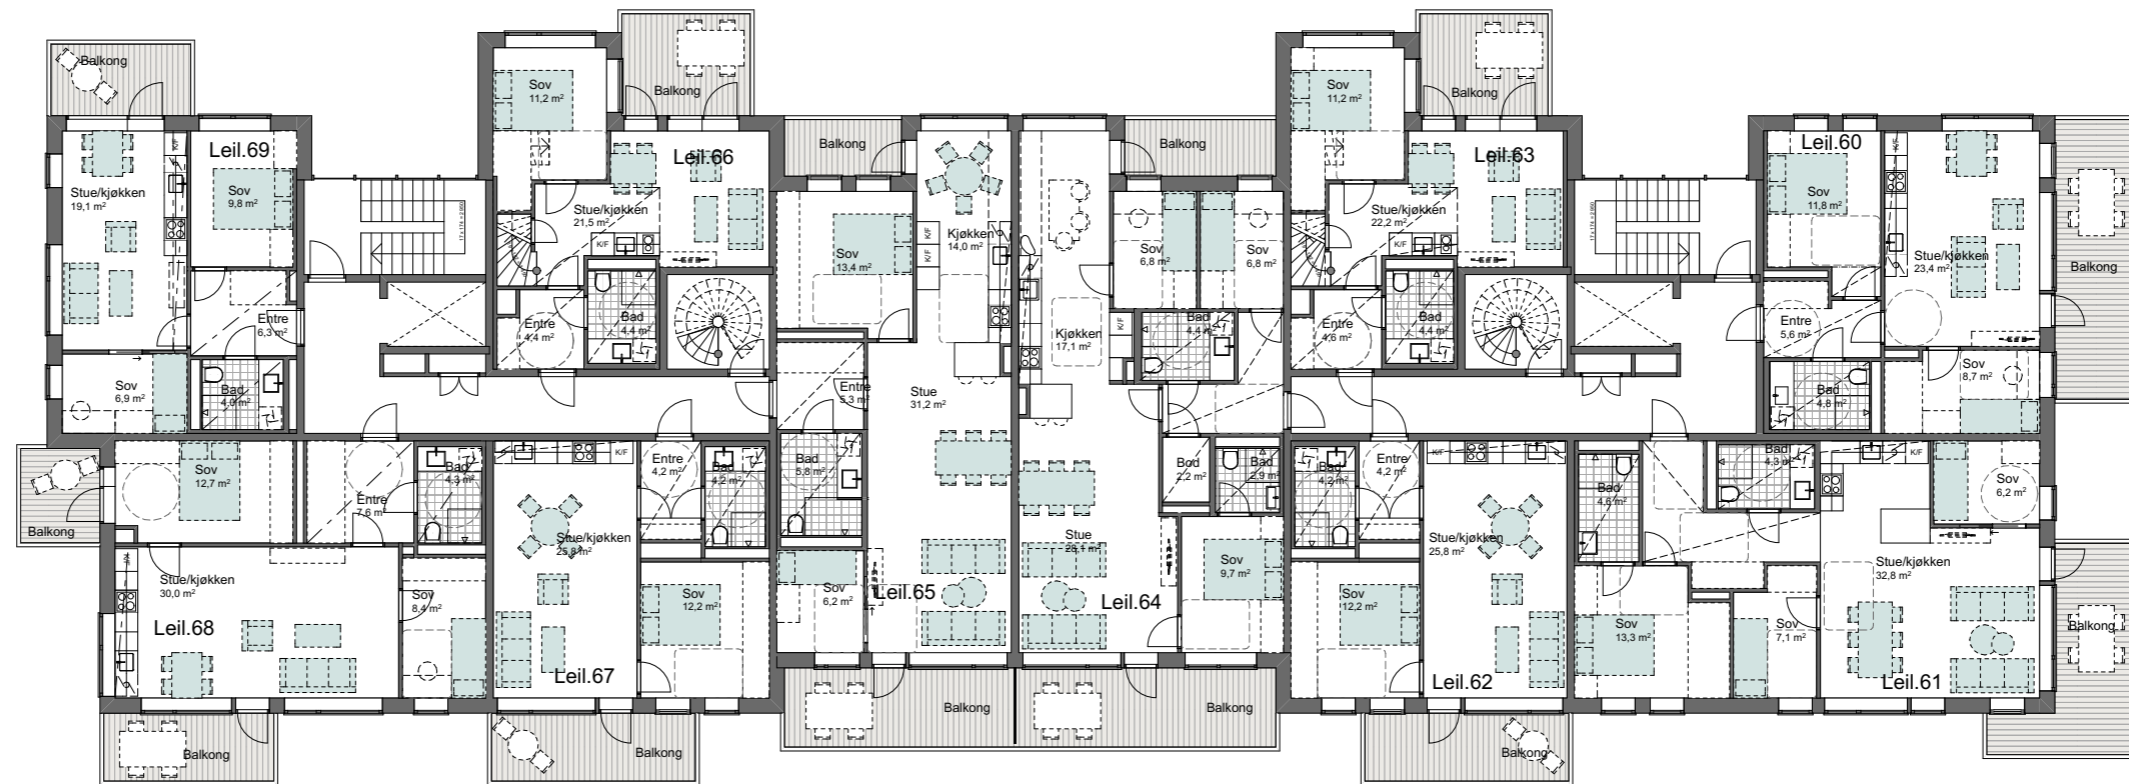 Balkong
Leil.69
Stue/kjøkken
19,1 m²
K/F
Sov
9,8 m²
Entre
6,3 m²
Sov
6,9 m²
Bad
4,0 m²
17 x 174 = 2 950
Sov
11,2 m²
Balkong
Leil.66
Stue/kjøkken
21,5 m²
K/F
Entre
4,4 m²
Bad
4,4 m²
Balkong
Sov
13,4 m²
Kjøkken
14,0 m²
K/F
K/F
Entre
5,3 m²
Stue
31,2 m²
Bad
5,8 m²
Sov
6,2 m²
Leil.65
Balkong
Balkong
Sov
6,8 m²
Sov
6,8 m²
Kjøkken
17,1 m²
K/F
Bad
4,4 m²
Bod
2,2 m²
Bad
2,9 m²
Stue
28,1 m²
Sov
9,7 m²
Leil.64
Balkong
Sov
11,2 m²
Balkong
Leil.63
Stue/kjøkken
22,2 m²
K/F
Entre
4,6 m²
Bad
4,4 m²
17 x 174 = 2 950
Leil.60
K/F
Sov
11,8 m²
Stue/kjøkken
23,4 m²
Balkong
Entre
5,6 m²
Bad
4,8 m²
Sov
8,7 m²
Balkong
Sov
12,7 m²
Entre
7,6 m²
Bad
4,3 m²
K/F
Stue/kjøkken
30,0 m²
Sov
8,4 m²
Leil.68
Balkong
K/F
Entre
4,2 m²
Bad
4,2 m²
Stue/kjøkken
25,8 m²
Sov
12,2 m²
Leil.67
Balkong
Bad
4,2 m²
Entre
4,2 m²
K/F
Stue/kjøkken
25,8 m²
Sov
12,2 m²
Leil.62
Balkong
Bad
4,6 m²
Bad
4,3 m²
K/F
Sov
6,2 m²
Stue/kjøkken
32,8 m²
Sov
13,3 m²
Sov
7,1 m²
Leil.61
Balkong